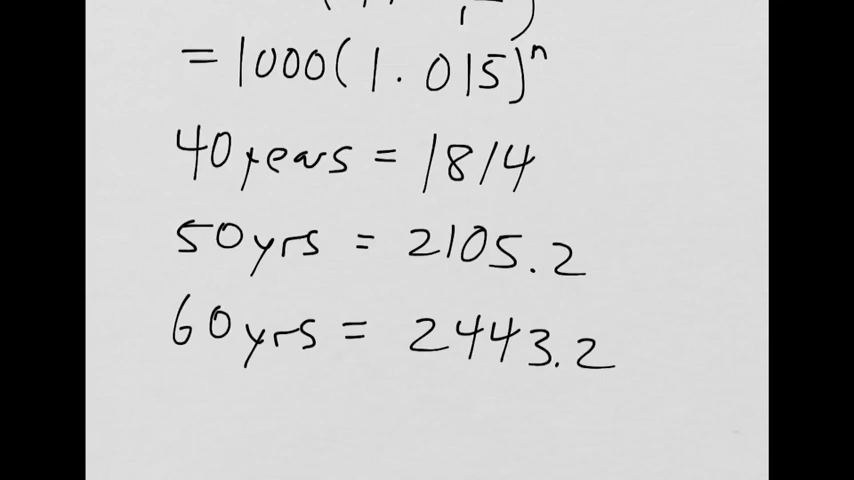 = 1000(1.015)^n
40 years = 1814
50 yrs = 2105.2
60 yrs = 2443.2